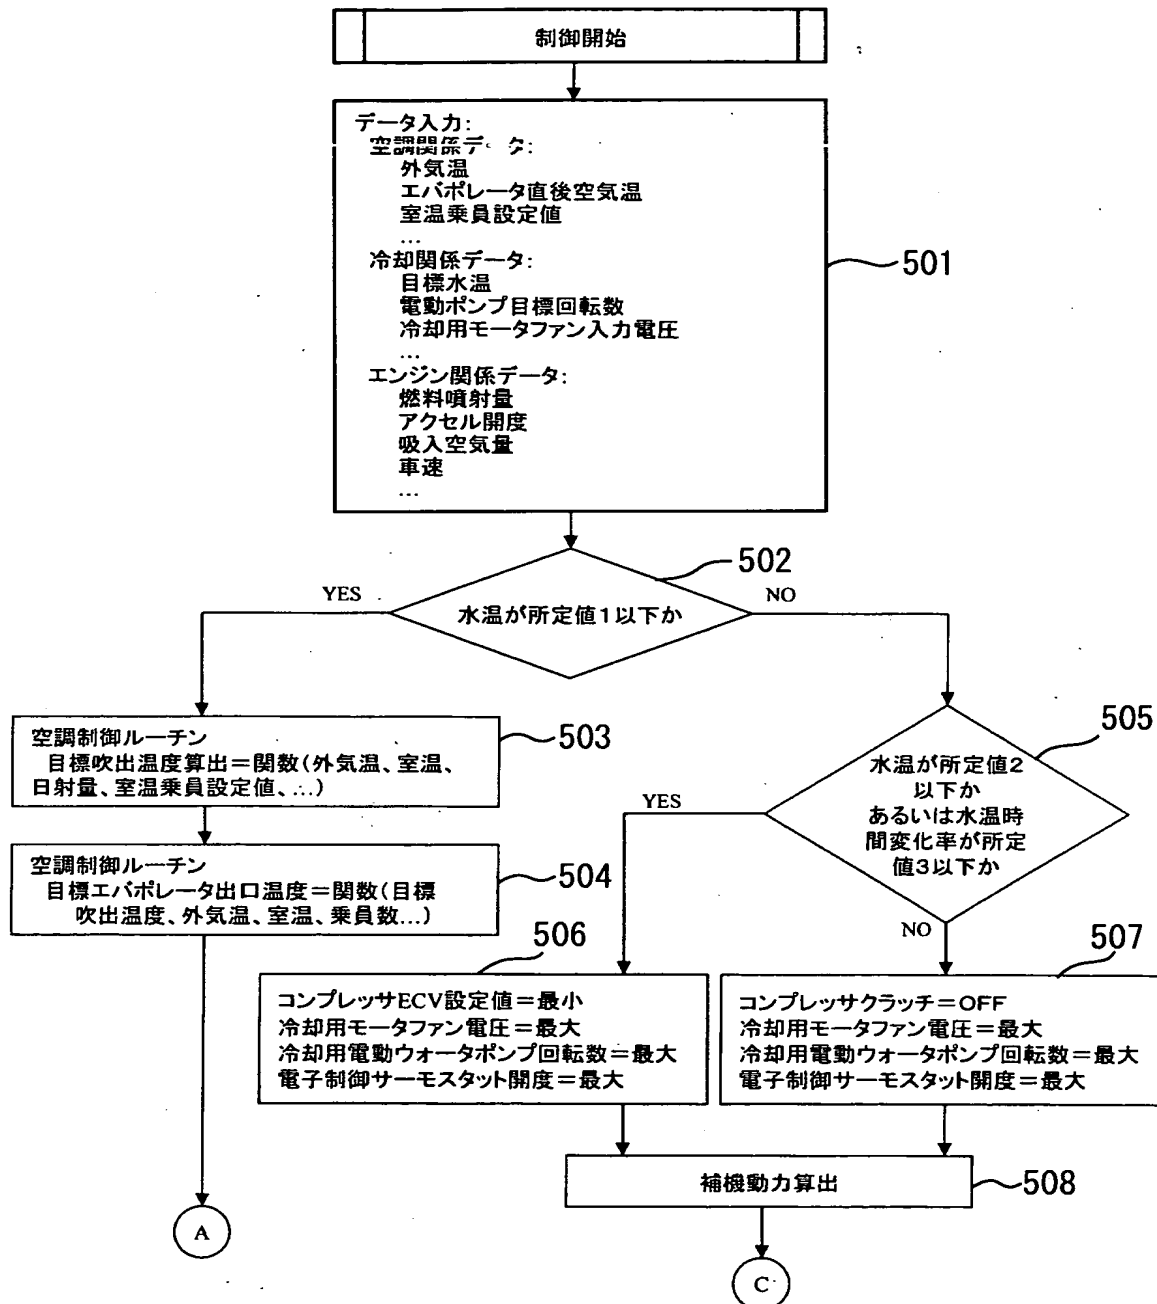 制御開始
データ入力:
空調関係データ:
外気温
エバポレータ直後空気温
室温乗員設定値
...
冷却関係データ:
目標水温
電動ポンプ目標回転数
冷却用モータファン入力電圧
...
エンジン関係データ:
燃料噴射量
アクセル開度
吸入空気量
車速
...
501
502
水温が所定値1以下か
YES
NO
503
空調制御ルーチン
目標吹出温度算出=関数(外気温、室温、
日射量、室温乗員設定値、...)
504
空調制御ルーチン
目標エバポレータ出口温度=関数(目標
吹出温度、外気温、室温、乗員数...)
505
水温が所定値2
以下か
あるいは水温時
間変化率が所定
値3以下か
YES
NO
506
コンプレッサECV設定値=最小
冷却用モータファン電圧=最大
冷却用電動ウォータポンプ回転数=最大
電子制御サーモスタット開度=最大
507
コンプレッサクラッチ=OFF
冷却用モータファン電圧=最大
冷却用電動ウォータポンプ回転数=最大
電子制御サーモスタット開度=最大
補機動力算出
508
A
C